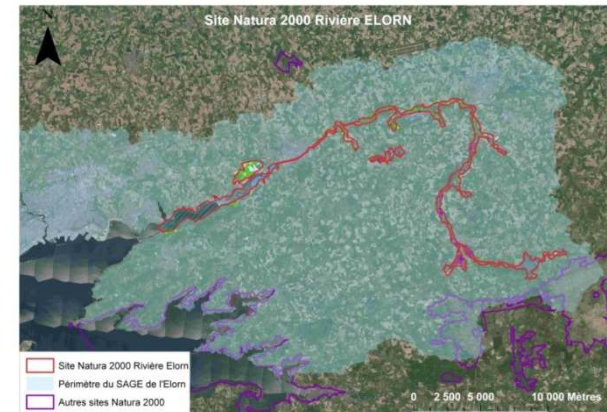 Site Natura 2000 Rivière ELORN
N
Site Natura 2000 Rivière Elorn
Périmètre du SAGE de l'Elorn
Autres sites Natura 2000
0 2 500 5 000 10 000 Mètres